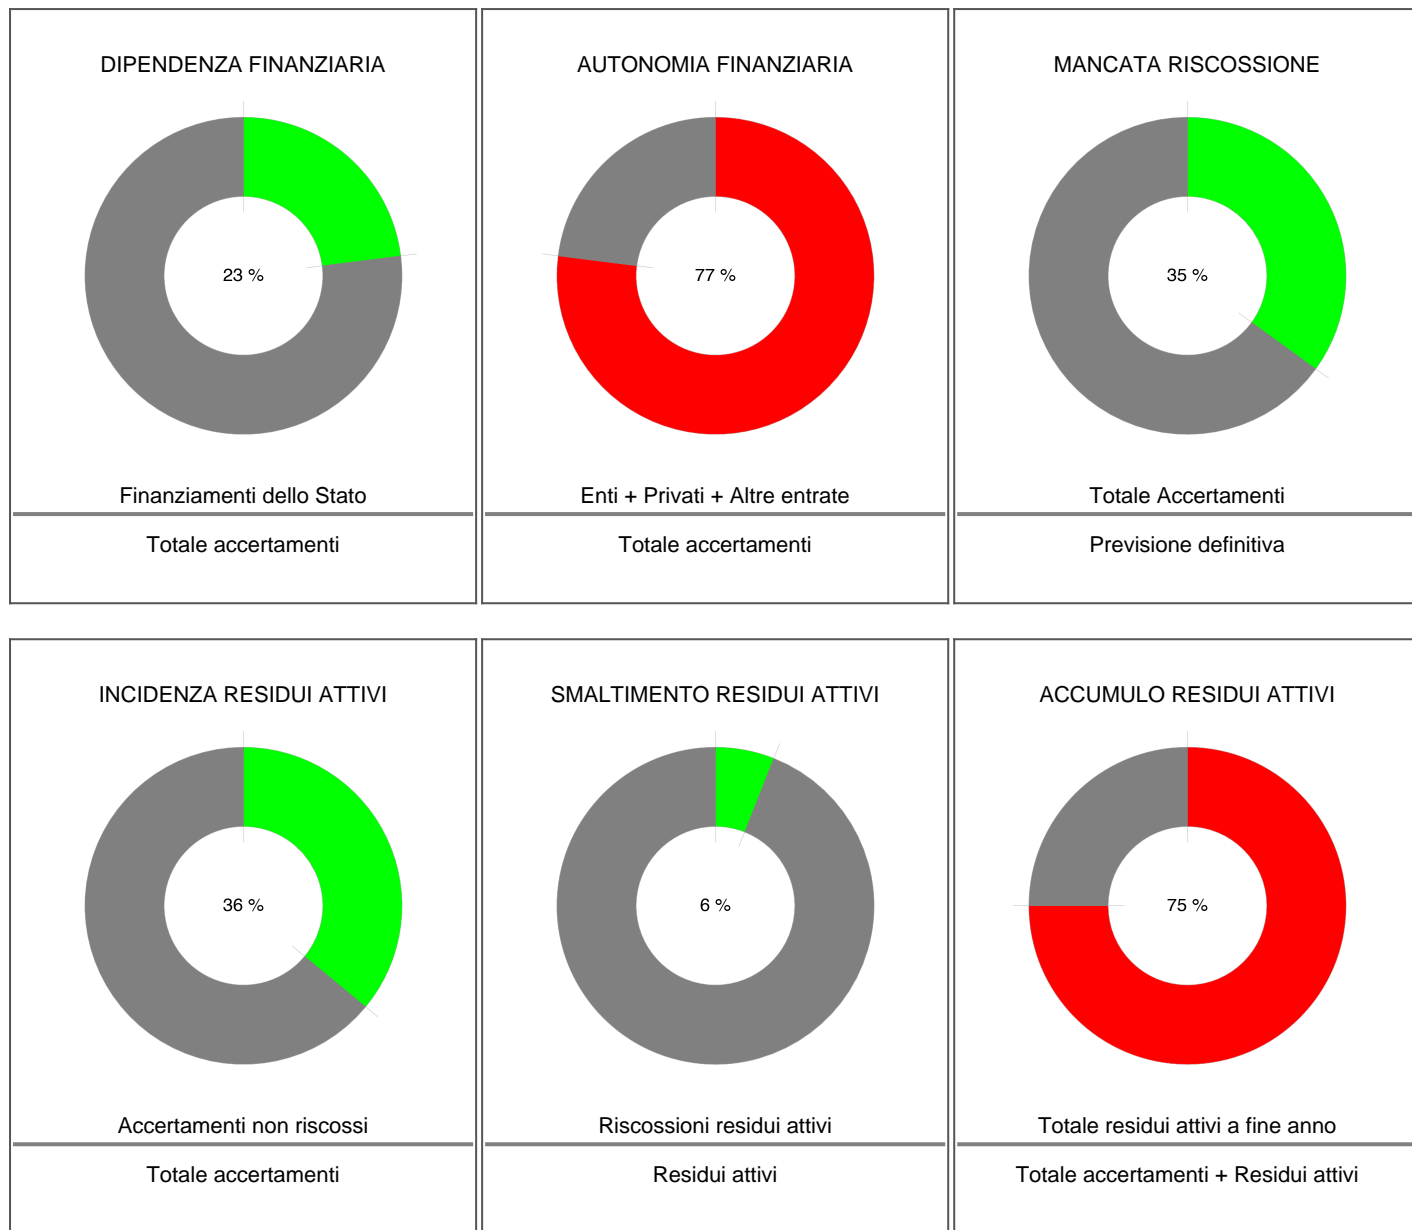 DIPENDENZA FINANZIARIA
23 %
Finanziamenti dello Stato
Totale accertamenti
AUTONOMIA FINANZIARIA
77 %
Enti + Privati + Altre entrate
Totale accertamenti
MANCATA RISCOSSIONE
35 %
Totale Accertamenti
Previsione definitiva
INCIDENZA RESIDUI ATTIVI
36 %
Accertamenti non riscossi
Totale accertamenti
SMALTIMENTO RESIDUI ATTIVI
6 %
Riscossioni residui attivi
Residui attivi
ACCUMULO RESIDUI ATTIVI
75 %
Totale residui attivi a fine anno
Totale accertamenti + Residui attivi